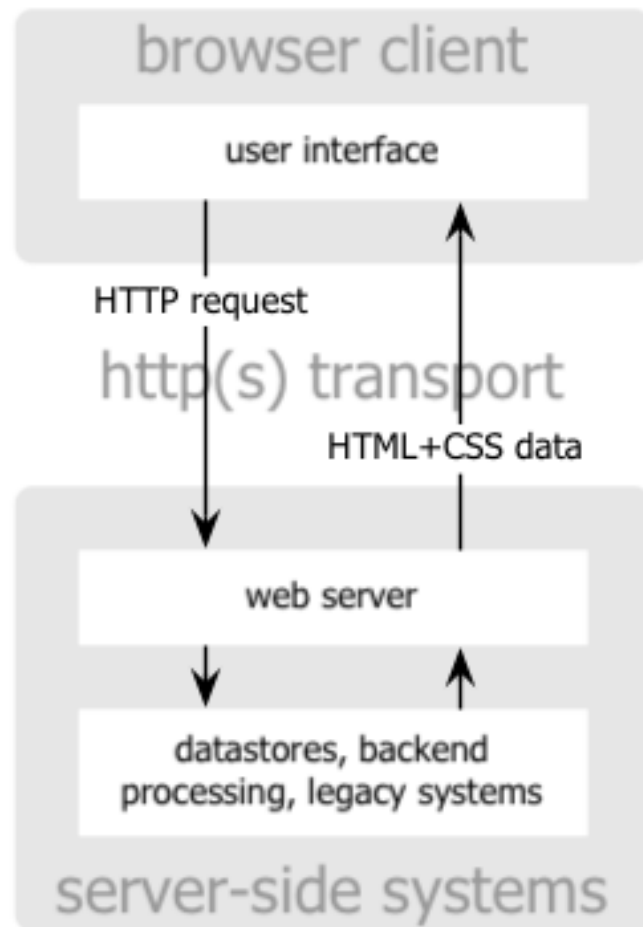 browser client
user interface
HTTP request
http(s) transport
HTML+CSS data
web server
datastores, backend
processing, legacy systems
server-side systems